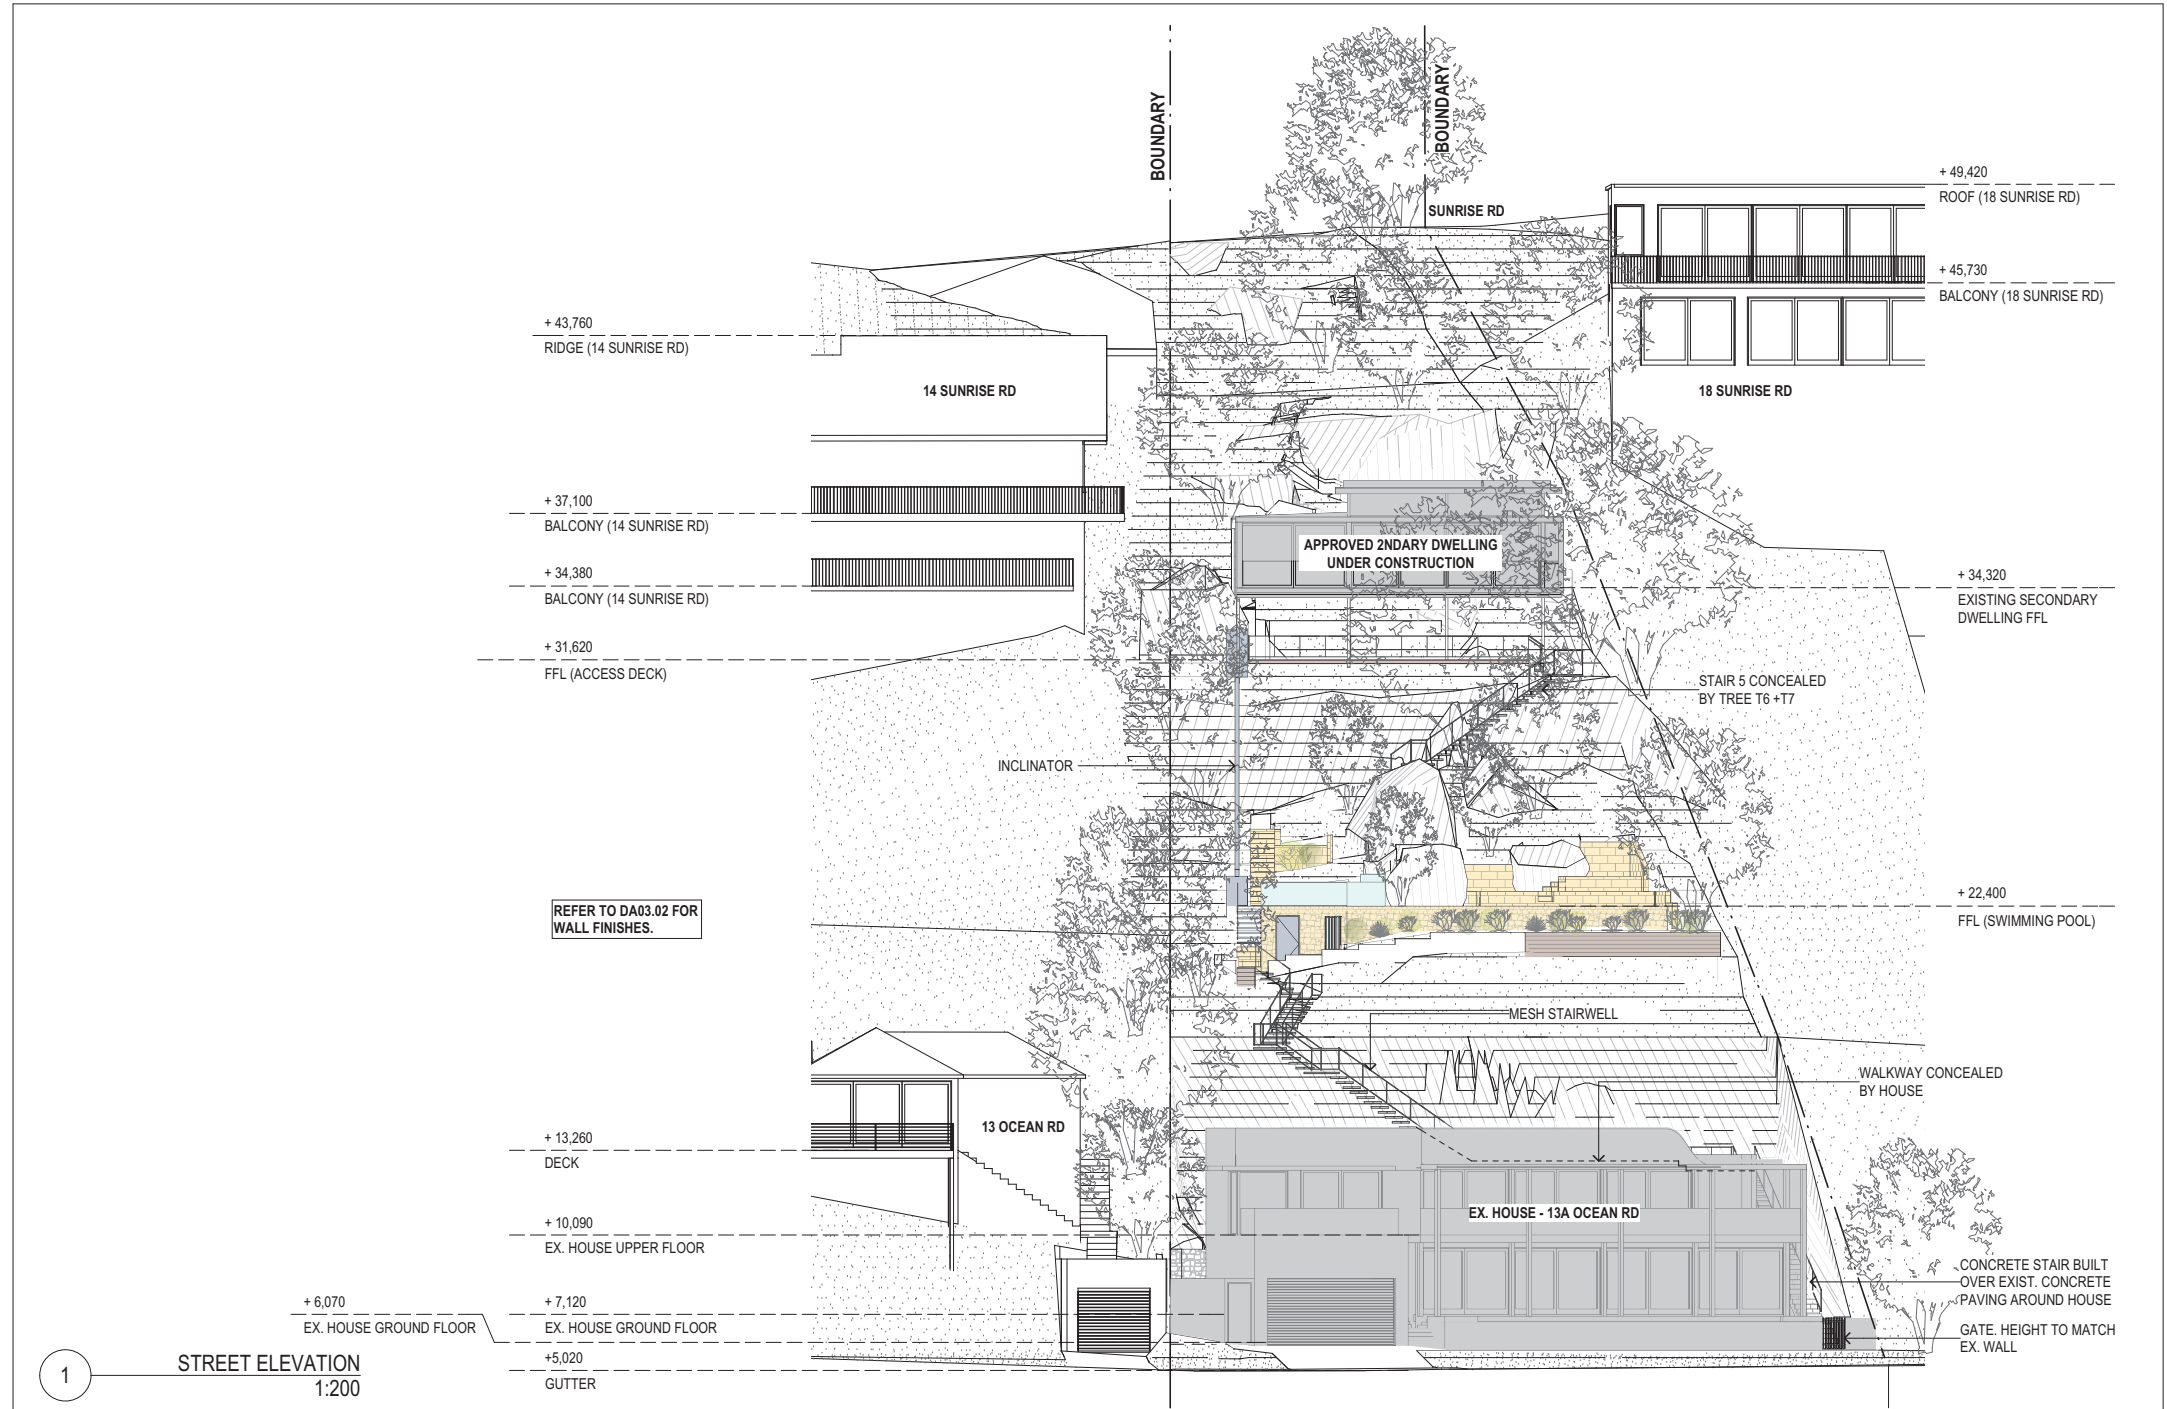 BOUNDARY
BOUNDARY
SUNRISE RD
+ 49,420
ROOF (18 SUNRISE RD)
+ 45,730
BALCONY (18 SUNRISE RD)
+ 43,760
RIDGE (14 SUNRISE RD)
14 SUNRISE RD
18 SUNRISE RD
+ 37,100
BALCONY (14 SUNRISE RD)
APPROVED 2NDARY DWELLING
UNDER CONSTRUCTION
+ 34,380
BALCONY (14 SUNRISE RD)
+ 34,320
EXISTING SECONDARY
DWELLING FFL
+ 31,620
FFL (ACCESS DECK)
STAIR 5 CONCEALED
BY TREE T6 +T7
INCLINATOR
REFER TO DA03.02 FOR
WALL FINISHES.
+ 22,400
FFL (SWIMMING POOL)
MESH STAIRWELL
WALKWAY CONCEALED
BY HOUSE
13 OCEAN RD
+ 13,260
DECK
EX. HOUSE - 13A OCEAN RD
+ 10,090
EX. HOUSE UPPER FLOOR
CONCRETE STAIR BUILT
OVER EXIST. CONCRETE
PAVING AROUND HOUSE
+ 6,070
EX. HOUSE GROUND FLOOR
+ 7,120
EX. HOUSE GROUND FLOOR
GATE. HEIGHT TO MATCH
EX. WALL
+5,020
GUTTER
1
STREET ELEVATION
1:200